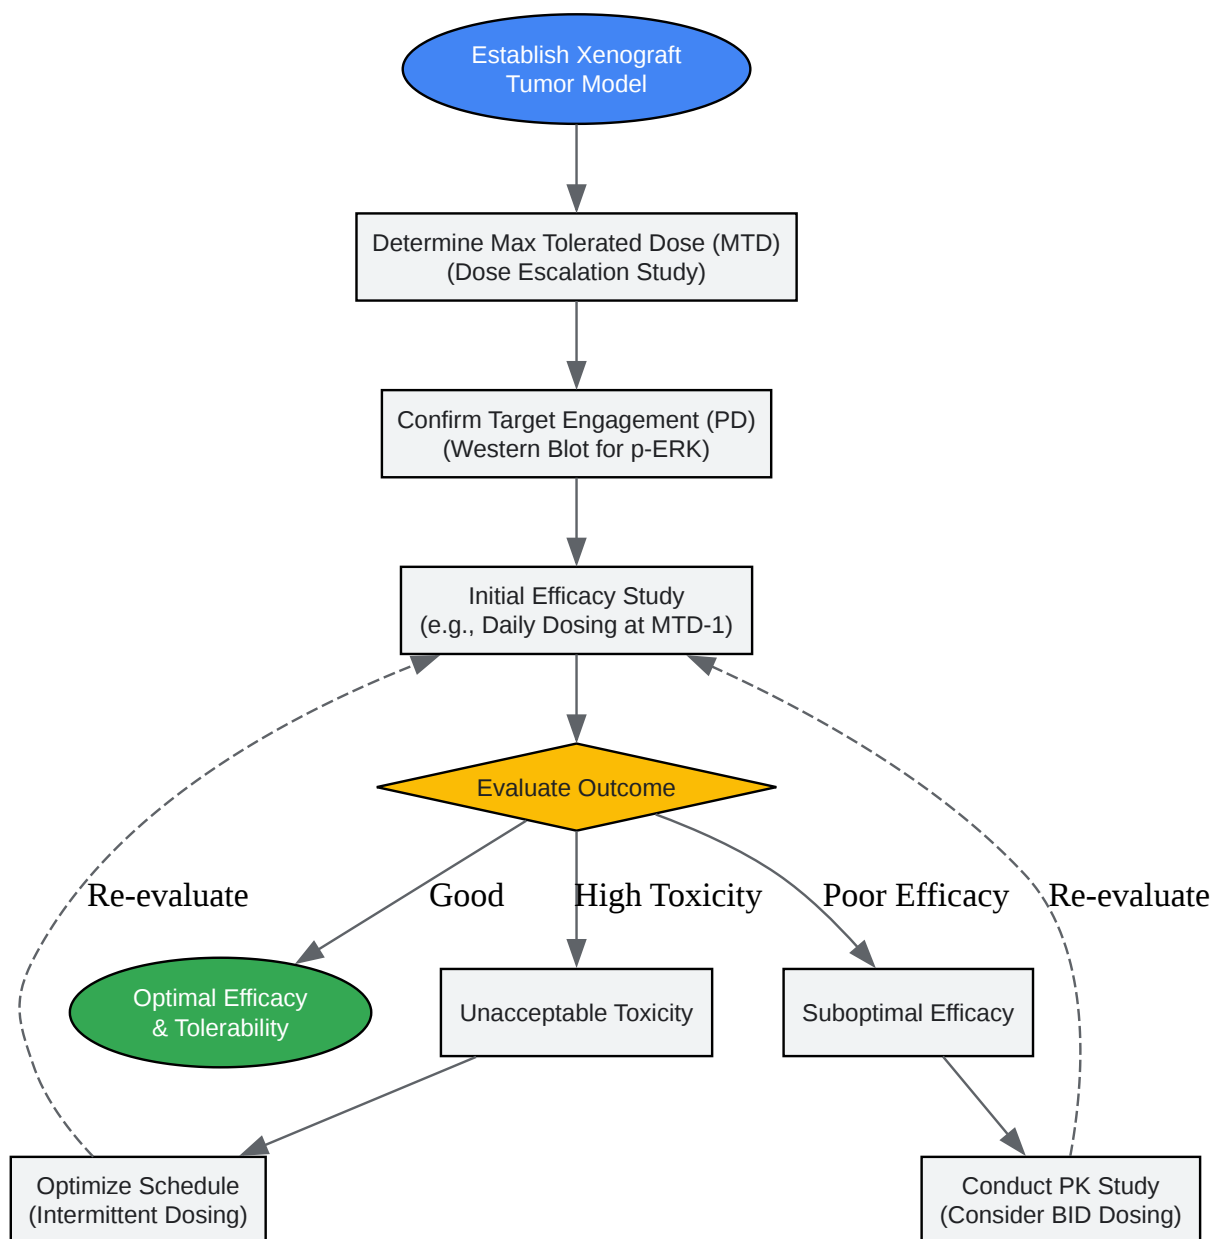 Establish Xenograft
Tumor Model
Determine Max Tolerated Dose (MTD)
(Dose Escalation Study)
Confirm Target Engagement (PD)
(Western Blot for p-ERK)
Initial Efficacy Study
(e.g., Daily Dosing at MTD-1)
Evaluate Outcome
Re-evaluate
Good
High Toxicity
Poor Efficacy
Re-evaluate
Optimal Efficacy
& Tolerability
Unacceptable Toxicity
Suboptimal Efficacy
Optimize Schedule
(Intermittent Dosing)
Conduct PK Study
(Consider BID Dosing)